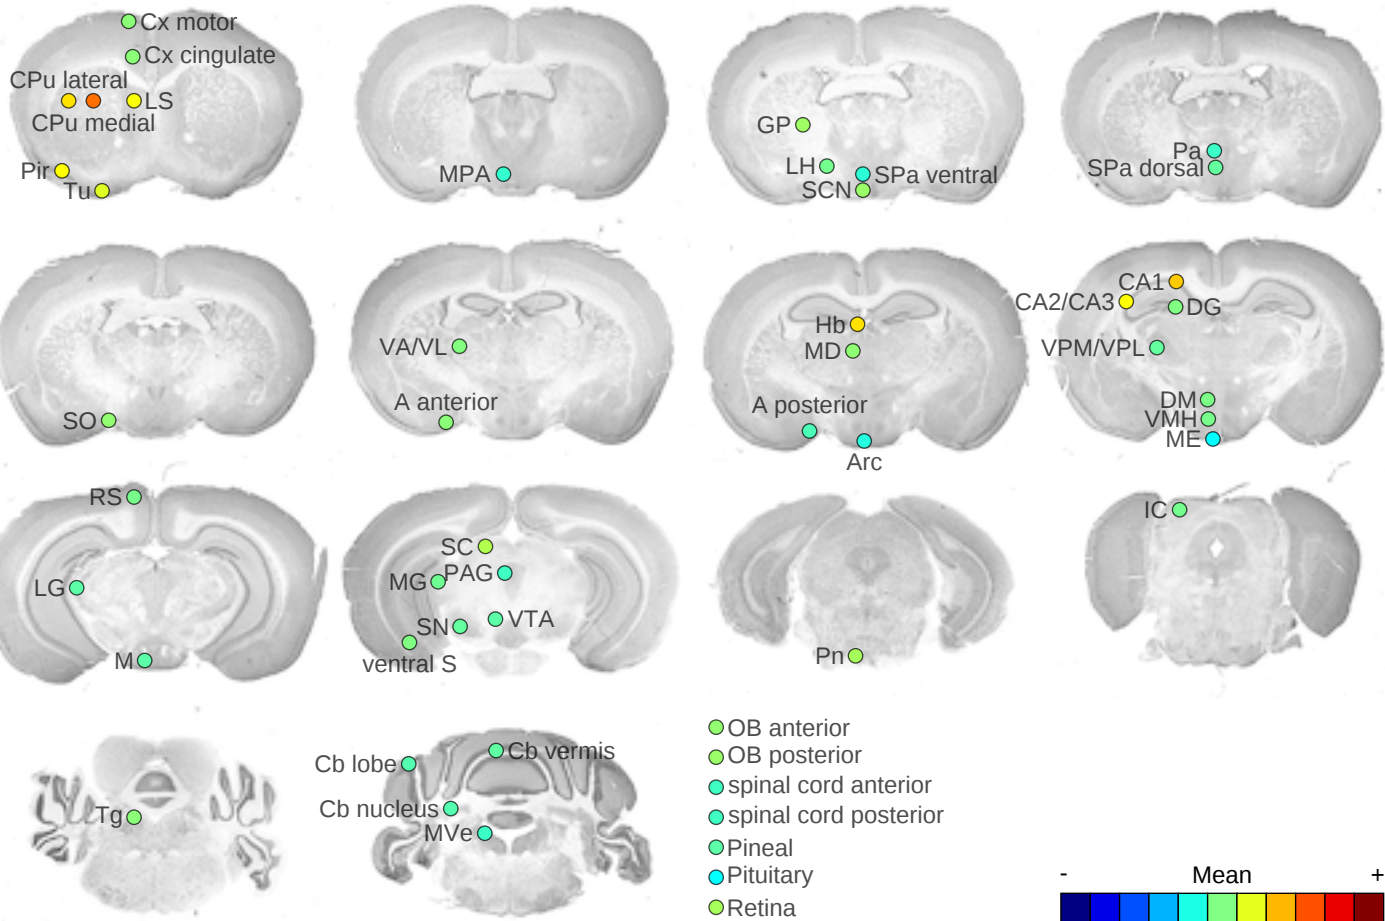 Cx motor
Cx cingulate
CPu lateral
LS
CPu medial
Pir
Tu
MPA
GP
LH
SPa ventral
SCN
Pa
SPa dorsal
SO
VA/VL
A anterior
Hb
MD
A posterior
Arc
CA1
CA2/CA3
DG
VPM/VPL
DM
VMH
ME
RS
LG
M
SC
MG
PAG
SN
VTA
ventral S
Pn
IC
Tg
Cb lobe
Cb vermis
Cb nucleus
MVe
OB anterior
OB posterior
spinal cord anterior
spinal cord posterior
Pineal
Pituitary
Retina
- Mean +